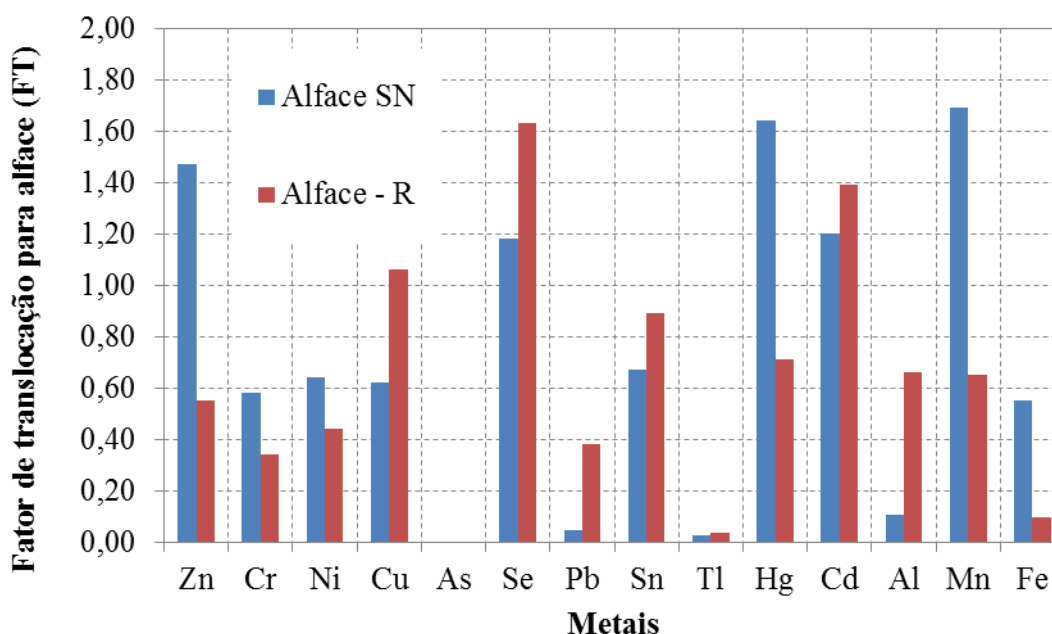 Fator de translocação para alface (FT)
2,00
1,80
1,60
1,40
1,20
1,00
0,80
0,60
0,40
0,20
0,00
Alface SN
Alface - R
Zn Cr Ni Cu As Se Pb Sn Tl Hg Cd Al Mn Fe
Metais